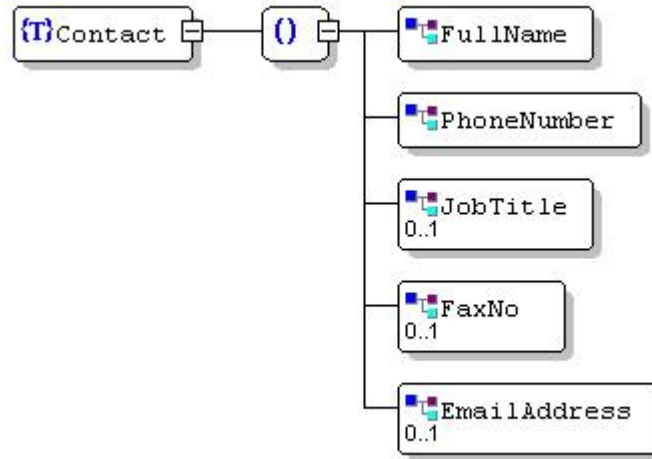 {T}Contact
()
FullName
PhoneNumber
JobTitle
0..1
FaxNo
0..1
EmailAddress
0..1